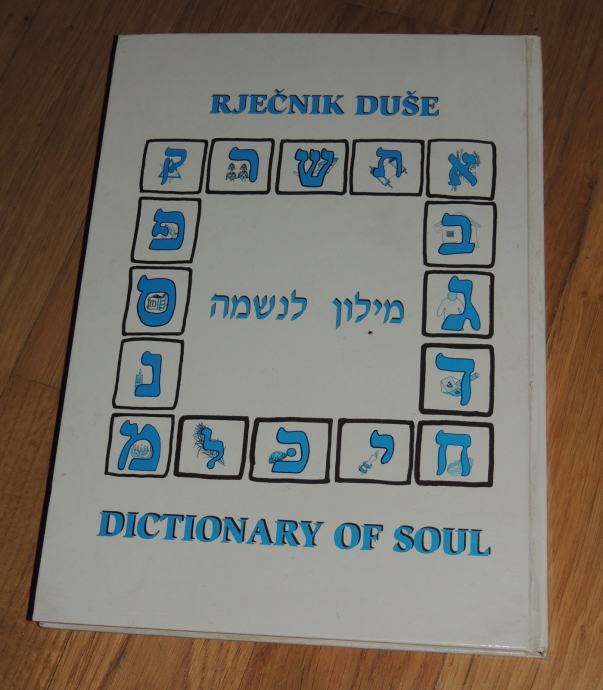 RJEČNIK DUŠE
א ת ש ר ק
ב פ
ג מילון לנשמה ס
ד נ
ח י כ ל מ
DICTIONARY OF SOUL